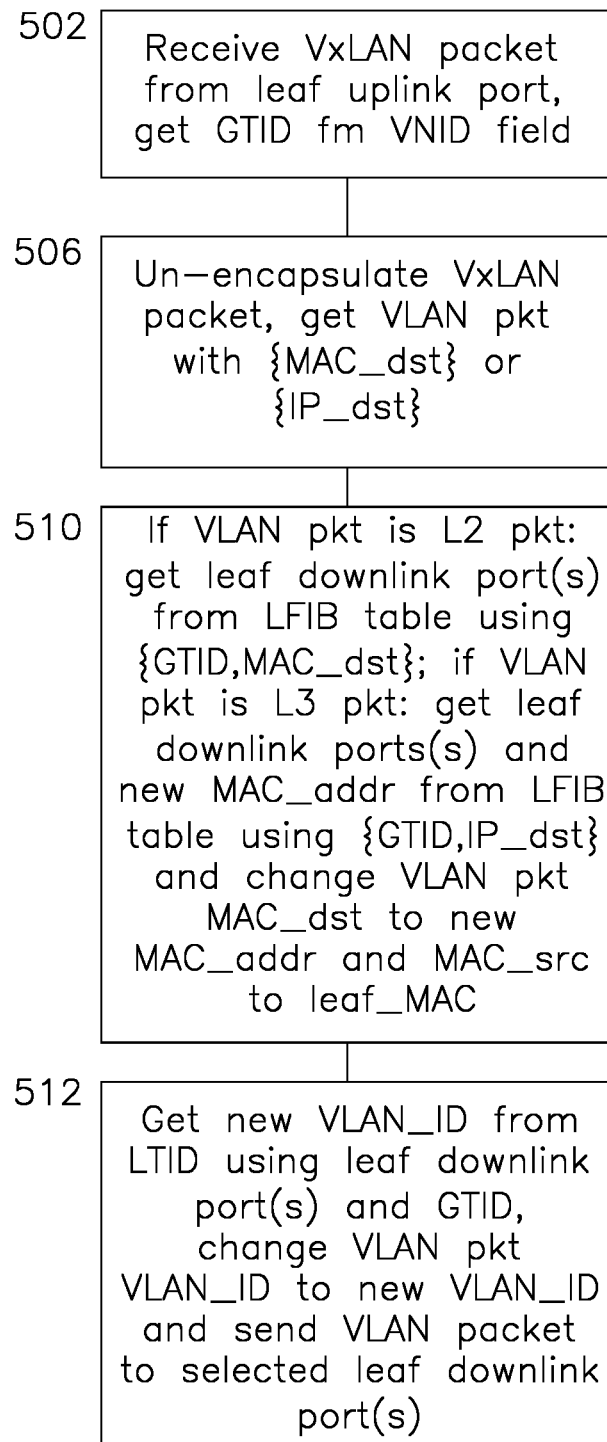 502
Receive VxLAN packet
from leaf uplink port,
get GTID fm VNID field
506
Un-encapsulate VxLAN
packet, get VLAN pkt
with {MAC_dst} or
{IP_dst}
510
If VLAN pkt is L2 pkt:
get leaf downlink port(s)
from LFIB table using
{GTID,MAC_dst}; if VLAN
pkt is L3 pkt: get leaf
downlink ports(s) and
new MAC_addr from LFIB
table using {GTID,IP_dst}
and change VLAN pkt
MAC_dst to new
MAC_addr and MAC_src
to leaf_MAC
512
Get new VLAN_ID from
LTID using leaf downlink
port(s) and GTID,
change VLAN pkt
VLAN_ID to new VLAN_ID
and send VLAN packet
to selected leaf downlink
port(s)